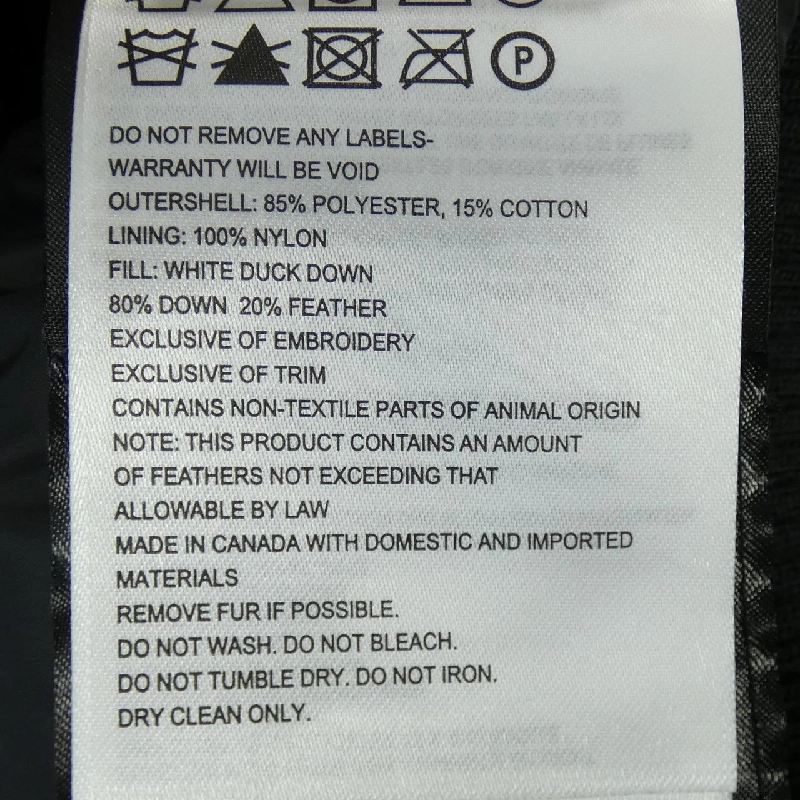 P
DO NOT REMOVE ANY LABELS-
WARRANTY WILL BE VOID
OUTERSHELL: 85% POLYESTER, 15% COTTON
LINING: 100% NYLON
FILL: WHITE DUCK DOWN
80% DOWN 20% FEATHER
EXCLUSIVE OF EMBROIDERY
EXCLUSIVE OF TRIM
CONTAINS NON-TEXTILE PARTS OF ANIMAL ORIGIN
NOTE: THIS PRODUCT CONTAINS AN AMOUNT
OF FEATHERS NOT EXCEEDING THAT
ALLOWABLE BY LAW
MADE IN CANADA WITH DOMESTIC AND IMPORTED
MATERIALS
REMOVE FUR IF POSSIBLE.
DO NOT WASH. DO NOT BLEACH.
DO NOT TUMBLE DRY. DO NOT IRON.
DRY CLEAN ONLY.